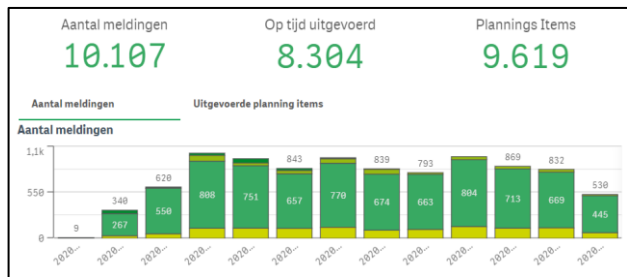 Aantal meldingen Op tijd uitgevoerd Plannings Items
10.107 8.304 9.619
Aantal meldingen Uitgevoerde planning items
Aantal meldingen
1,1k
550
0
9 340 620 843 839 793 869 832 530
267 550 808 751 657 770 674 663 804 713 669 445
2020... 2020... 2020... 2020... 2020... 2020... 2020... 2020... 2020... 2020... 2020... 2020... 2020...